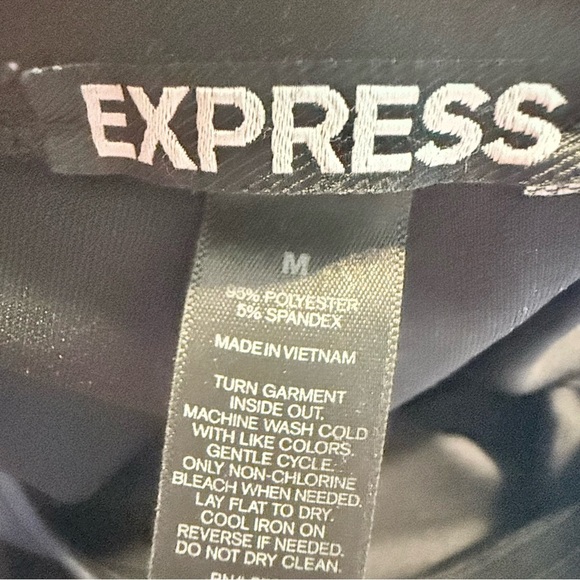 EXPRESS
M
95% POLYESTER
5% SPANDEX
MADE IN VIETNAM
TURN GARMENT
INSIDE OUT.
MACHINE WASH COLD
WITH LIKE COLORS.
GENTLE CYCLE.
ONLY NON-CHLORINE
BLEACH WHEN NEEDED.
LAY FLAT TO DRY.
COOL IRON ON
REVERSE IF NEEDED.
DO NOT DRY CLEAN.